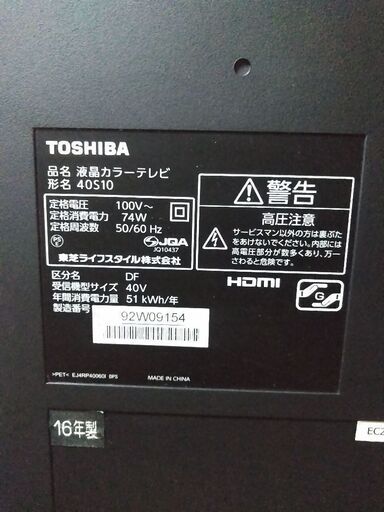 TOSHIBA
品名 液晶カラーテレビ
形名 40S10
定格電圧 100V~
定格消費電力 74W
定格周波数 50/60 Hz
JQA
JQ10437
東芝ライフスタイル株式会社
警告
高圧注意
サービスマン以外の方は裏ぶた
をあけないでください。内部には
高電圧部分が数多くあり、万一
さわると危険です。
区分名 DF
受信機型サイズ 40V
年間消費電力量 51 kWh/年
製造番号
92W09154
HDMI
G
>PET< EJ4RP40060I BPS
MADE IN CHINA
16年製
EC2